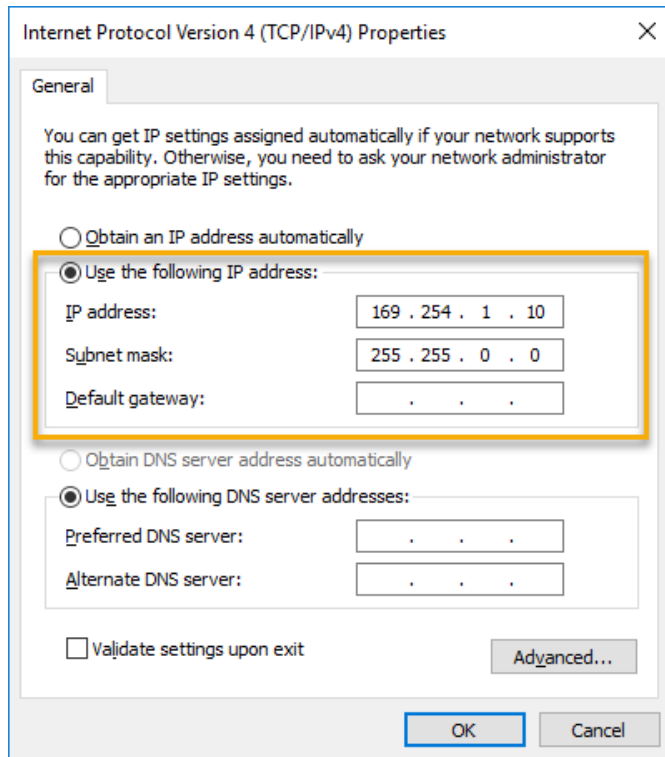 Internet Protocol Version 4 (TCP/IPv4) Properties
General
You can get IP settings assigned automatically if your network supports
this capability. Otherwise, you need to ask your network administrator
for the appropriate IP settings.
Obtain an IP address automatically
Use the following IP address:
IP address: 169 . 254 . 1 . 10
Subnet mask: 255 . 255 . 0 . 0
Default gateway: . . .
Obtain DNS server address automatically
Use the following DNS server addresses:
Preferred DNS server: . . .
Alternate DNS server: . . .
Validate settings upon exit
Advanced...
OK Cancel